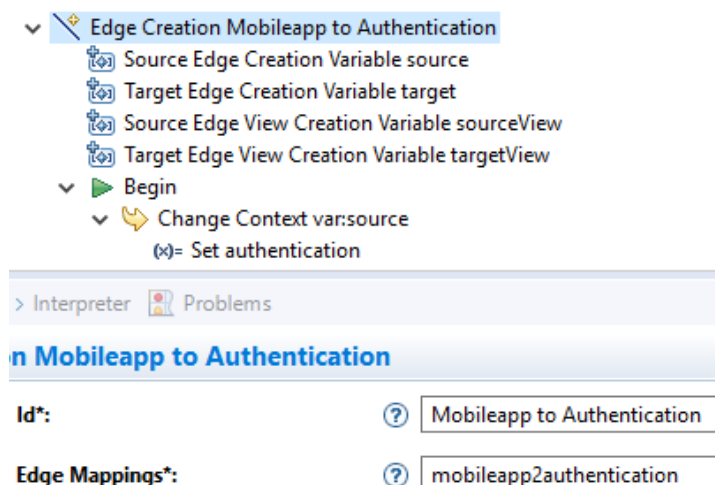 Edge Creation Mobileapp to Authentication
Source Edge Creation Variable source
Target Edge Creation Variable target
Source Edge View Creation Variable sourceView
Target Edge View Creation Variable targetView
Begin
Change Context var:source
(x)= Set authentication
Interpreter Problems
n Mobileapp to Authentication
Id*: Mobileapp to Authentication
Edge Mappings*: mobileapp2authentication